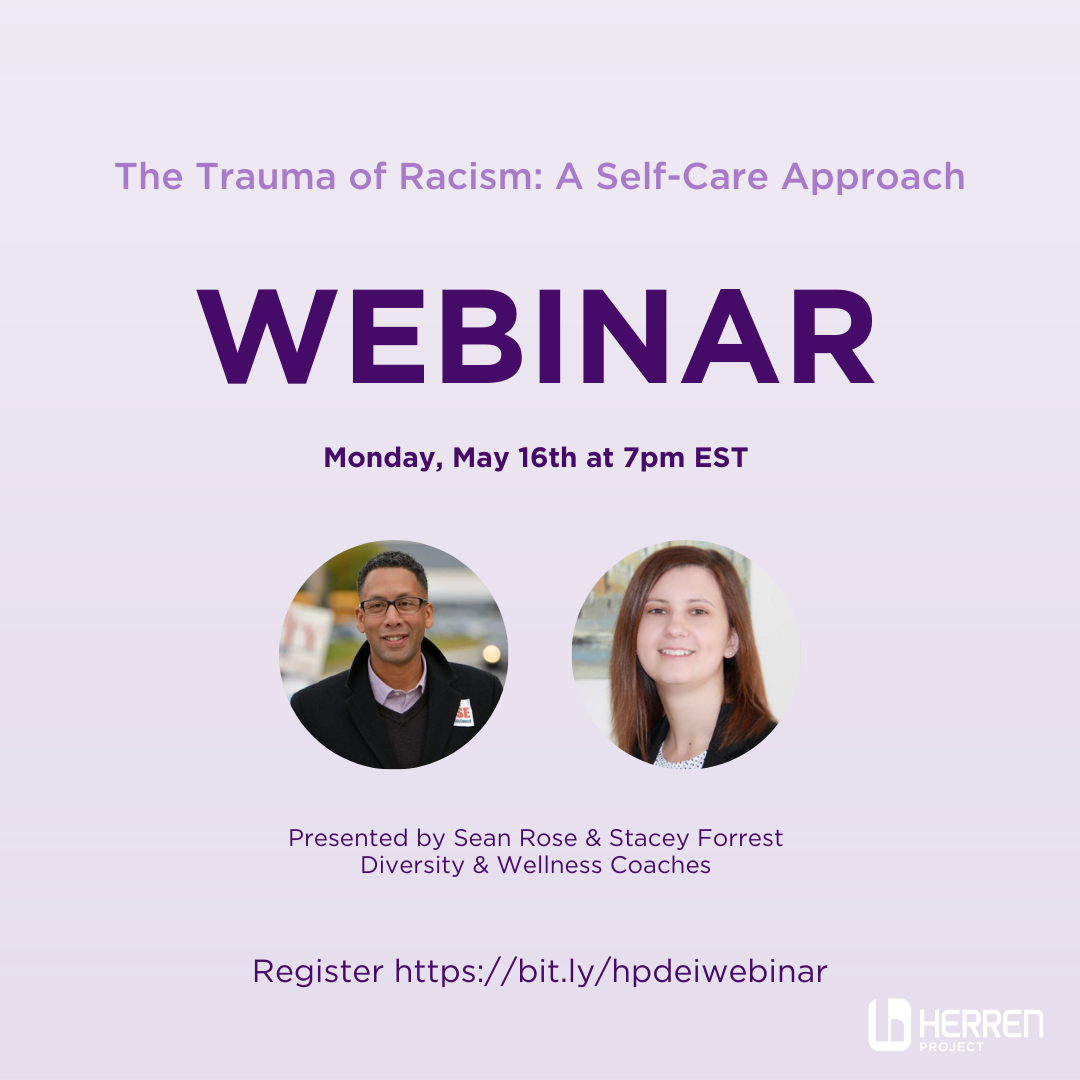 The Trauma of Racism: A Self-Care Approach
WEBINAR
Monday, May 16th at 7pm EST
SE
Presented by Sean Rose & Stacey Forrest
Diversity & Wellness Coaches
Register https://bit.ly/hpdeiwebinar
HERREN
PROJECT